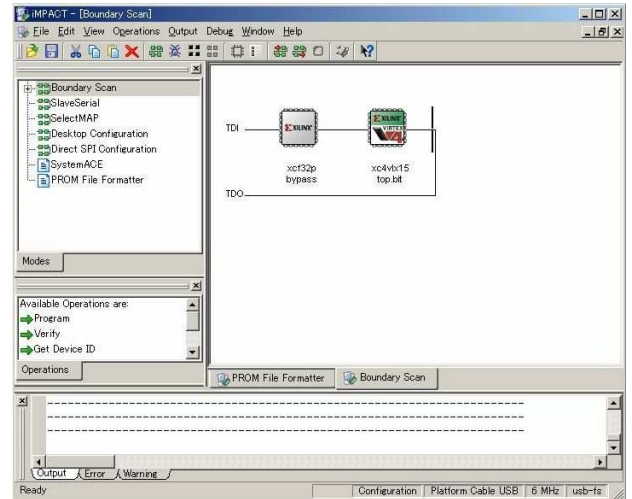 iMPACT - [Boundary Scan]
File Edit View Operations Output Debug Window Help
Boundary Scan
SlaveSerial
SelectMAP
Desktop Configuration
Direct SPI Configuration
SystemACE
PROM File Formatter
Modes
Available Operations are:
Program
Verify
Get Device ID
Operations
TDI
XILINX
XILINX
VIRTEX
4
xcf32p
bypass
xc4vlx15
top.bit
TDO
PROM File Formatter
Boundary Scan
Output Error Warning
Ready
Configuration Platform Cable USB 6 MHz usb-fs